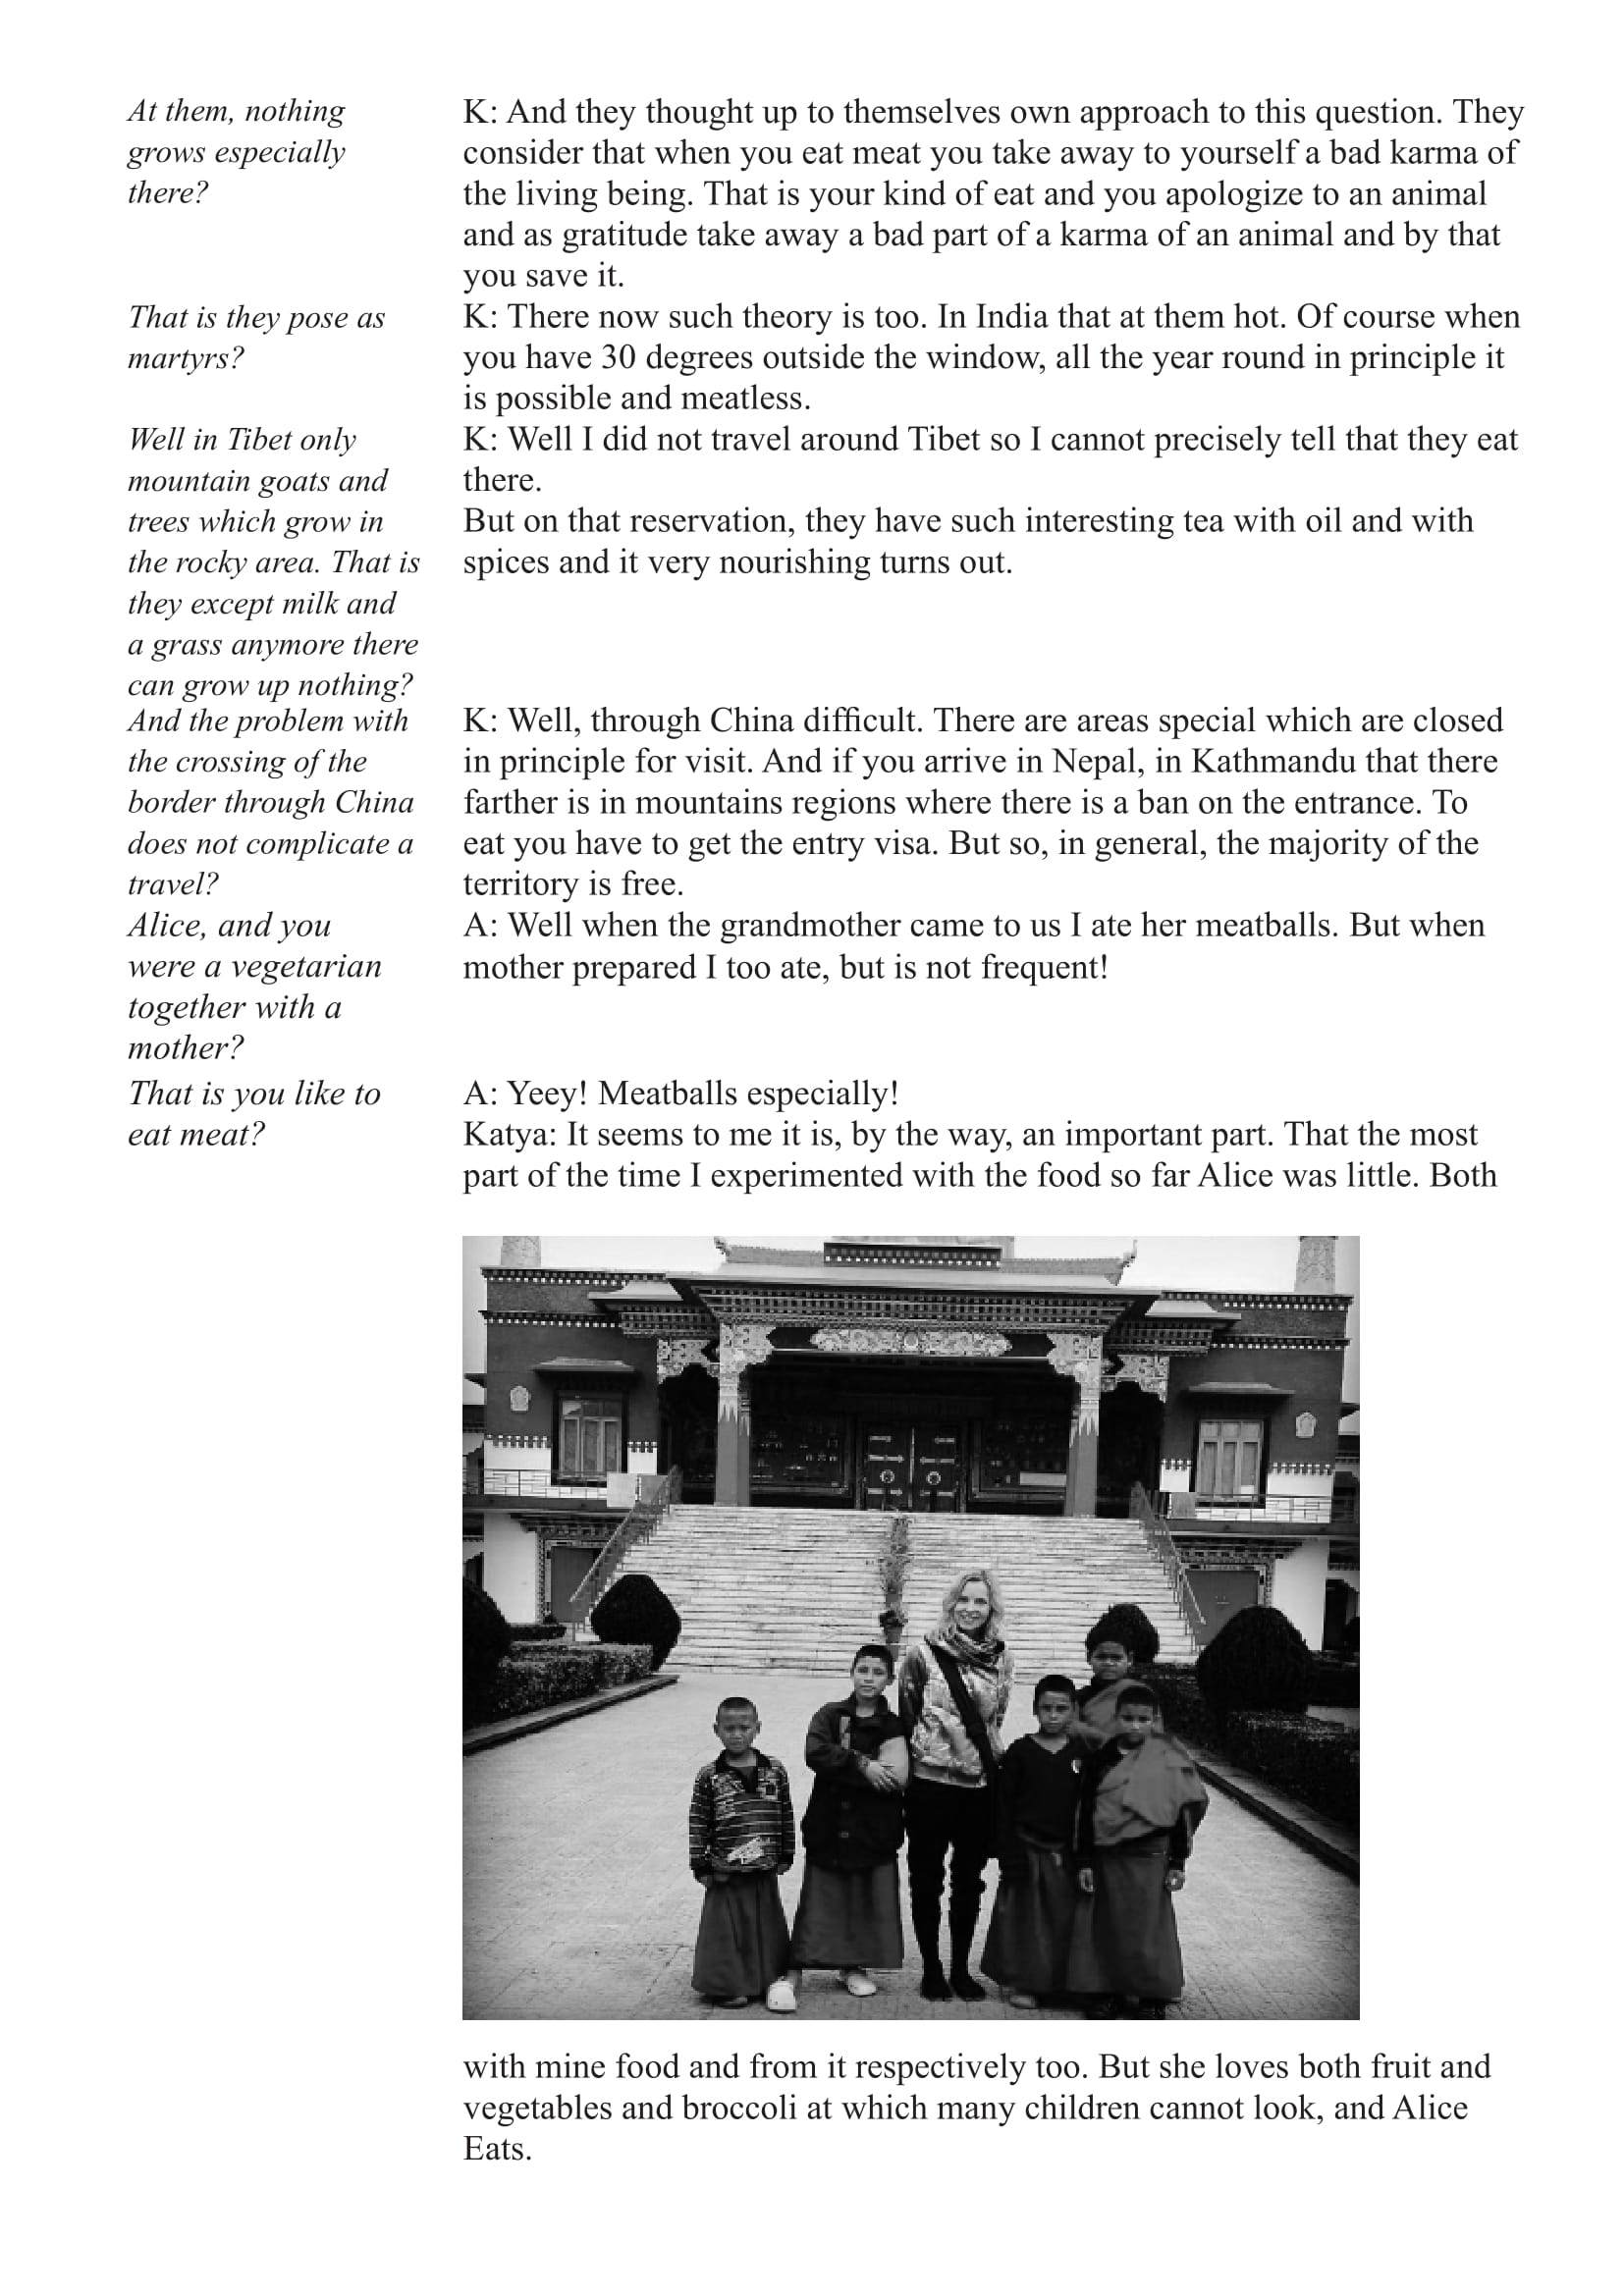 At them, nothing
grows especially
there?
K: And they thought up to themselves own approach to this question. They
consider that when you eat meat you take away to yourself a bad karma of
the living being. That is your kind of eat and you apologize to an animal
and as gratitude take away a bad part of a karma of an animal and by that
you save it.
That is they pose as
martyrs?
K: There now such theory is too. In India that at them hot. Of course when
you have 30 degrees outside the window, all the year round in principle it
is possible and meatless.
Well in Tibet only
mountain goats and
trees which grow in
the rocky area. That is
they except milk and
a grass anymore there
can grow up nothing?
K: Well I did not travel around Tibet so I cannot precisely tell that they eat
there.
But on that reservation, they have such interesting tea with oil and with
spices and it very nourishing turns out.
And the problem with
the crossing of the
border through China
does not complicate a
travel?
K: Well, through China difficult. There are areas special which are closed
in principle for visit. And if you arrive in Nepal, in Kathmandu that there
farther is in mountains regions where there is a ban on the entrance. To
eat you have to get the entry visa. But so, in general, the majority of the
territory is free.
Alice, and you
were a vegetarian
together with a
mother?
A: Well when the grandmother came to us I ate her meatballs. But when
mother prepared I too ate, but is not frequent!
That is you like to
eat meat?
A: Yeey! Meatballs especially!
Katya: It seems to me it is, by the way, an important part. That the most
part of the time I experimented with the food so far Alice was little. Both
with mine food and from it respectively too. But she loves both fruit and
vegetables and broccoli at which many children cannot look, and Alice
Eats.